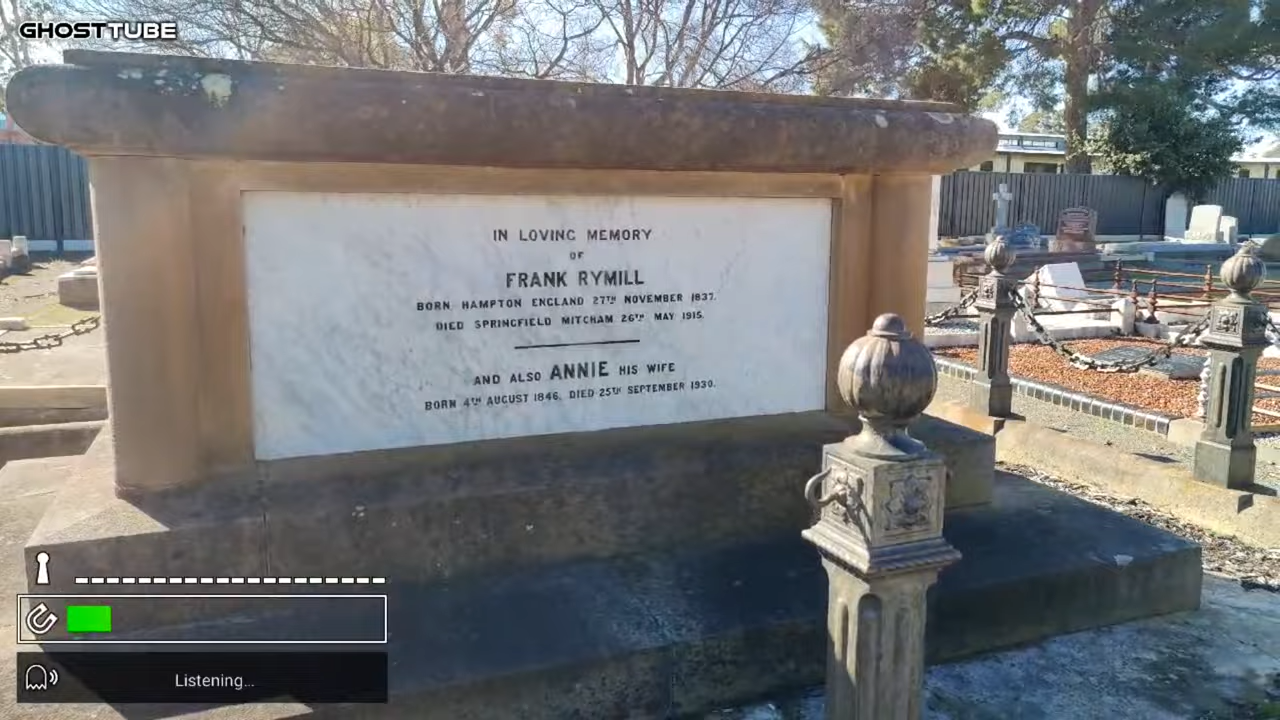 GHOSTTUBE
IN LOVING MEMORY
OF
FRANK RYMILL
BORN HAMPTON ENGLAND 27TH NOVEMBER 1837.
DIED SPRINGFIELD MITCHAM 26TH MAY 1915.
AND ALSO ANNIE HIS WIFE
BORN 4TH AUGUST 1846. DIED 25TH SEPTEMBER 1930.
Listening...